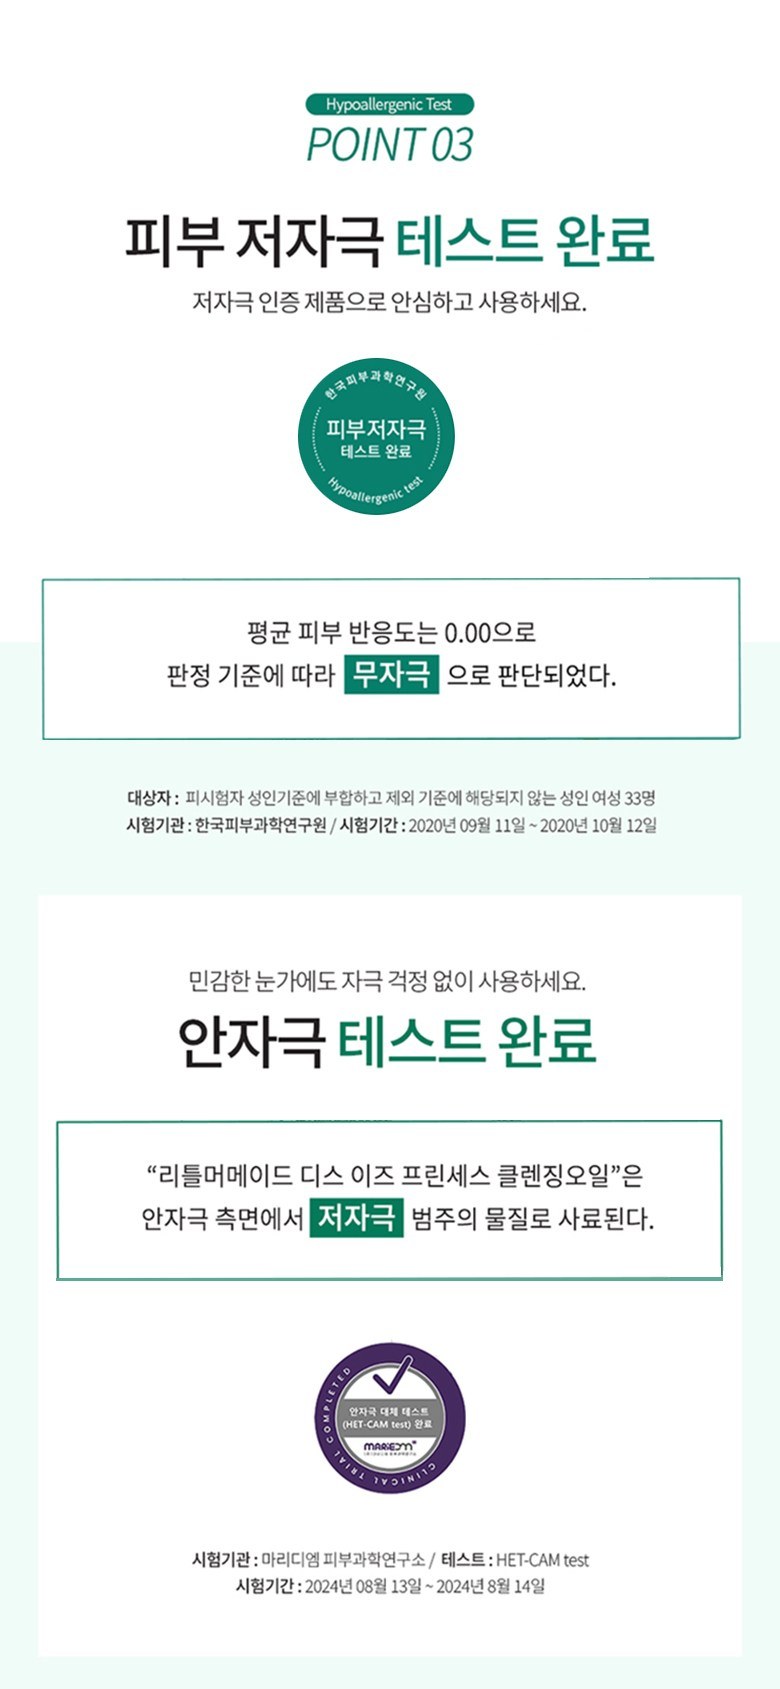 Hypoallergenic Test
POINT 03
피부 저자극 테스트 완료
저자극 인증 제품으로 안심하고 사용하세요.
한국피부과학연구원
피부저자극
테스트 완료
Hypoallergenic test
평균 피부 반응도는 0.00으로
판정 기준에 따라 무자극 으로 판단되었다.
대상자 : 피시험자 성인기준에 부합하고 제외 기준에 해당되지 않는 성인 여성 33명
시험기관 : 한국피부과학연구원 / 시험기간 : 2020년 09월 11일 ~ 2020년 10월 12일
민감한 눈가에도 자극 걱정 없이 사용하세요.
안자극 테스트 완료
“리틀머메이드 디스 이즈 프린세스 클렌징오일”은
안자극 측면에서 저자극 범주의 물질로 사료된다.
안자극 대체 테스트
(HET-CAM test) 완료
MARIEDM
CLINICAL TRIAL COMPLETED
시험기관 : 마리디엠 피부과학연구소 / 테스트 : HET-CAM test
시험기간 : 2024년 08월 13일 ~ 2024년 8월 14일